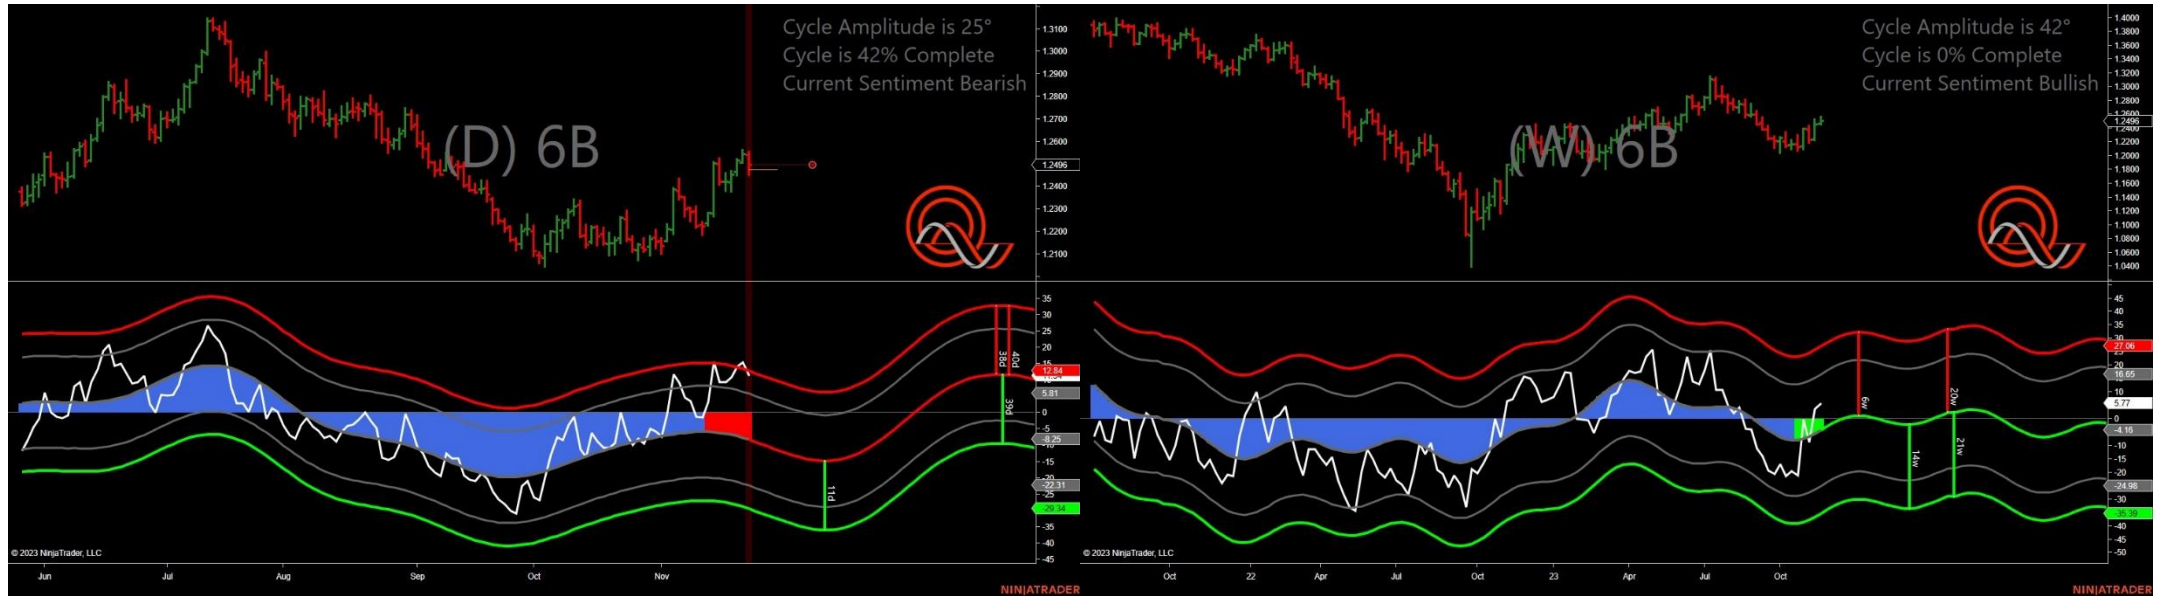 Cycle Amplitude is 25°
Cycle is 42% Complete
Current Sentiment Bearish
(D) 6B
1.3100
1.3000
1.2900
1.2800
1.2700
1.2600
1.2496
1.2400
1.2300
1.2200
1.2100
35
30
25
20
15
12.84
5.81
0
-5
-8.25
-15
-22.31
-25
-29.34
-35
-40
-45
38d
40d
39d
11d
© 2023 NinjaTrader, LLC
Jun
Jul
Aug
Sep
Oct
Nov
NINJATRADER
Cycle Amplitude is 42°
Cycle is 0% Complete
Current Sentiment Bullish
(W) 6B
1.4000
1.3800
1.3600
1.3400
1.3200
1.3000
1.2800
1.2600
1.2496
1.2400
1.2200
1.2000
1.1800
1.1600
1.1400
1.1200
1.1000
1.0800
1.0600
1.0400
45
35
30
27.06
16.65
10
5.77
0
-4.16
-10
-15
-20
-24.98
-30
-35.39
-40
-45
-50
6w
20w
14w
21w
© 2023 NinjaTrader, LLC
Oct
22
Apr
Jul
Oct
23
Apr
Jul
Oct
NINJATRADER